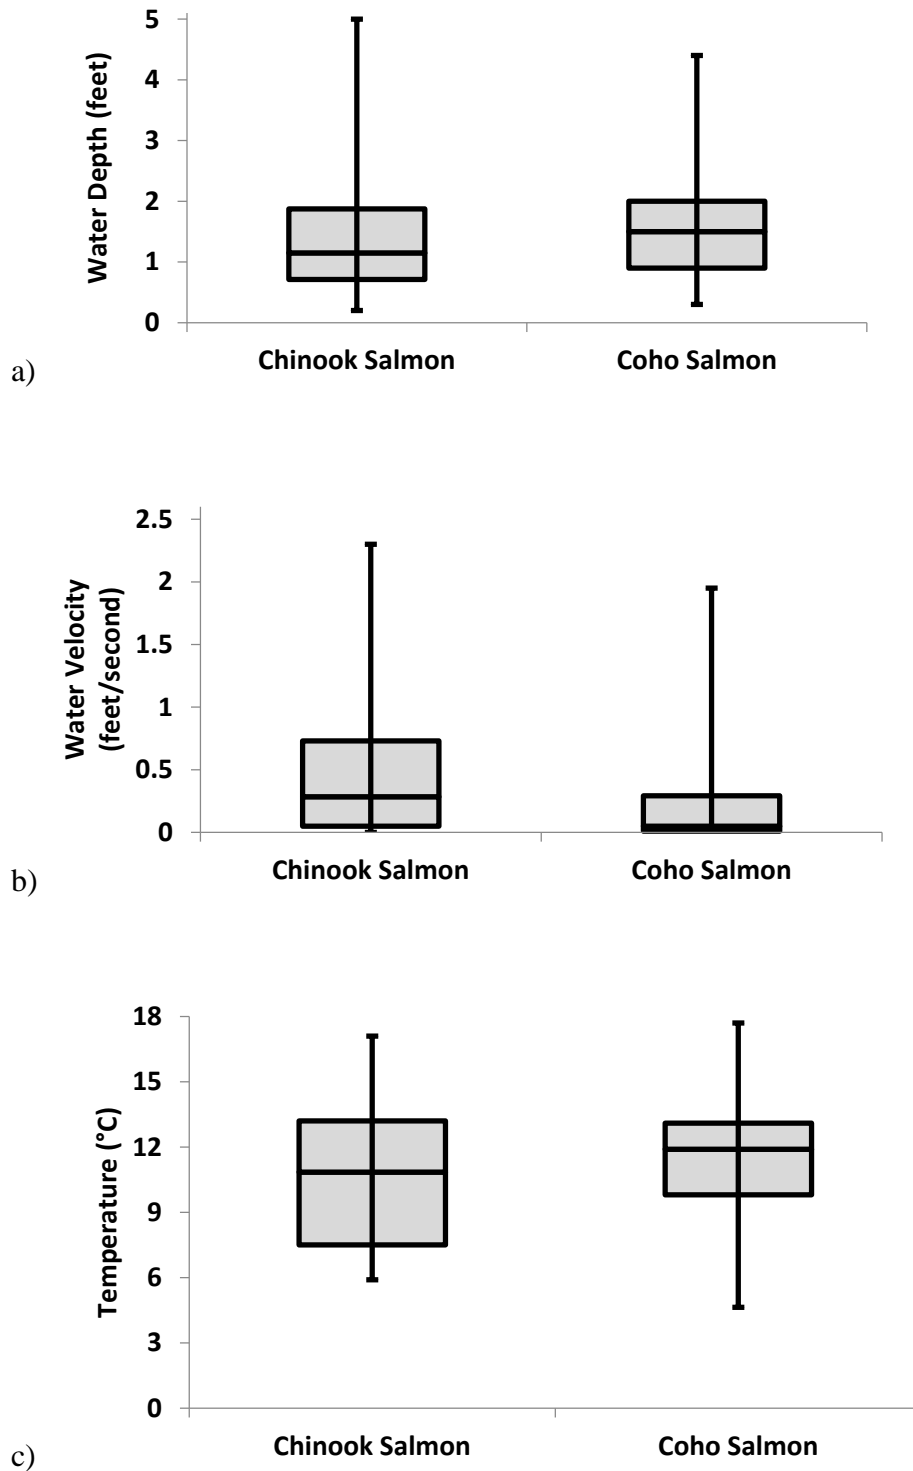 5
4
3
2
1
0
Water Depth (feet)
Chinook Salmon
Coho Salmon
a)
2.5
2
1.5
1
0.5
0
Water Velocity
(feet/second)
Chinook Salmon
Coho Salmon
b)
18
15
12
9
6
3
0
Temperature (°C)
Chinook Salmon
Coho Salmon
c)